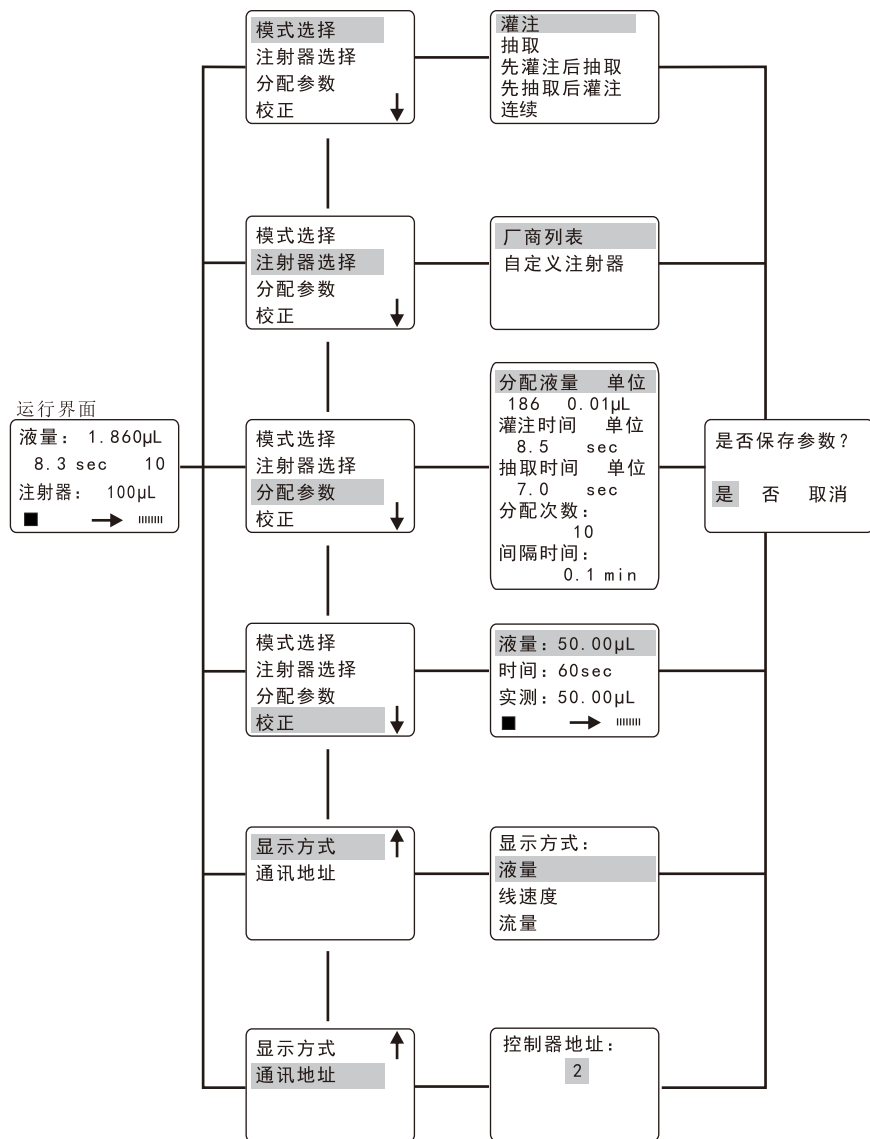 模式选择
注射器选择
分配参数
校正
灌注
抽取
先灌注后抽取
先抽取后灌注
连续
模式选择
注射器选择
分配参数
校正
厂商列表
自定义注射器
运行界面
液量： 1.860μL
8.3 sec 10
注射器： 100μL
模式选择
注射器选择
分配参数
校正
分配液量 单位
186 0.01μL
灌注时间 单位
8.5 sec
抽取时间 单位
7.0 sec
分配次数：
10
间隔时间：
0.1 min
是否保存参数？
是 否 取消
模式选择
注射器选择
分配参数
校正
液量：50.00μL
时间：60sec
实测：50.00μL
显示方式
通讯地址
显示方式：
液量
线速度
流量
显示方式
通讯地址
控制器地址：
2